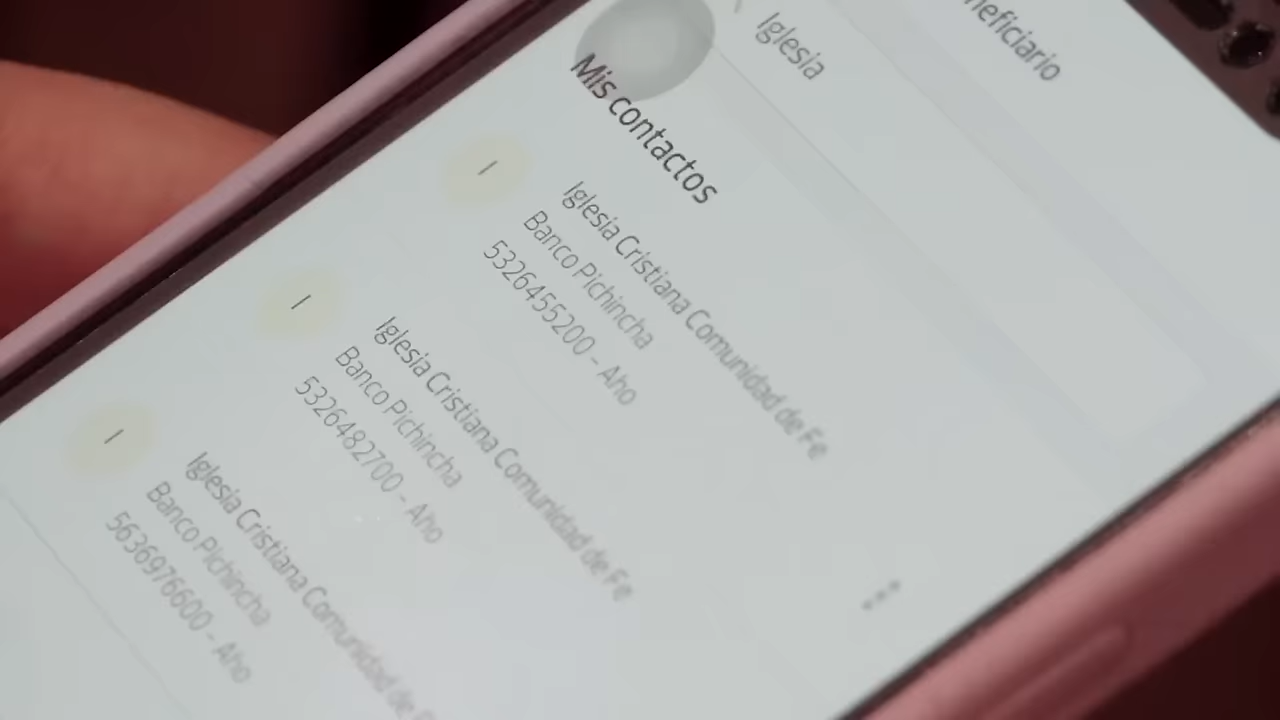 neficiario
Iglesia
Mis contactos
I
Iglesia Cristiana Comunidad de Fe
Banco Pichincha
5326455200 - Aho
I
Iglesia Cristiana Comunidad de Fe
Banco Pichincha
5326482700 - Aho
I
Iglesia Cristiana Comunidad de F
Banco Pichincha
5636976600 - Aho